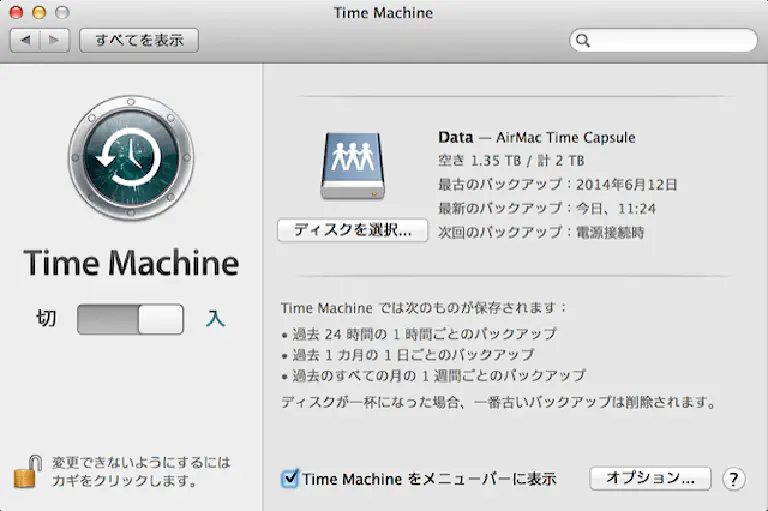 Time Machine
すべてを表示
Time Machine
切 入
変更できないようにするには
カギをクリックします。
Data — AirMac Time Capsule
空き 1.35 TB / 計 2 TB
最古のバックアップ：2014年6月12日
最新のバックアップ：今日、11:24
次回のバックアップ：電源接続時
ディスクを選択...
Time Machine では次のものが保存されます：
• 過去 24 時間の 1 時間ごとのバックアップ
• 過去 1 カ月の 1 日ごとのバックアップ
• 過去のすべての月の 1 週間ごとのバックアップ
ディスクが一杯になった場合、一番古いバックアップは削除されます。
Time Machine をメニューバーに表示
オプション...
?